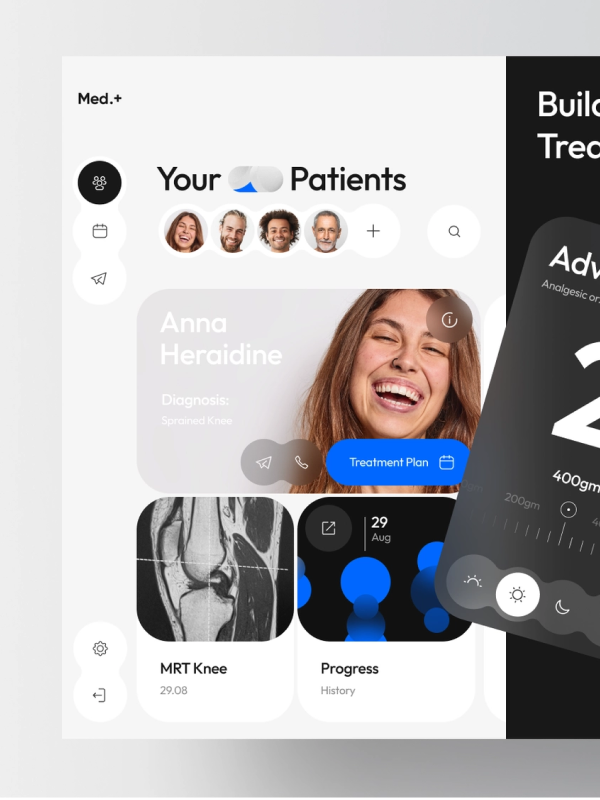 Med.+
Your Patients
Anna
Heraidine
Diagnosis:
Sprained Knee
Treatment Plan
29
Aug
MRT Knee
29.08
Progress
History
Build
Trea
Adv
Analgesic or
2
400gm
200gm